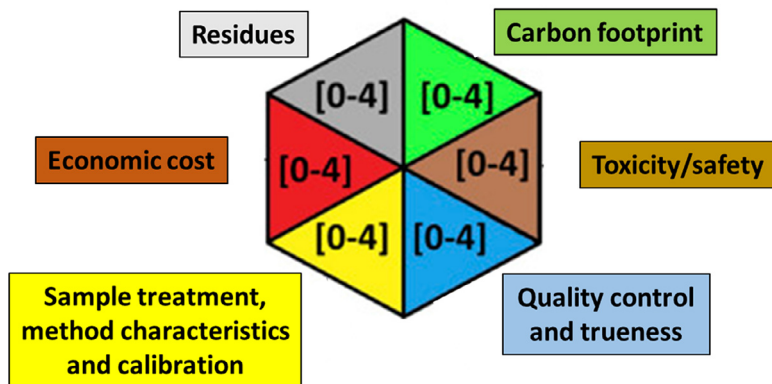 Residues
Carbon footprint
[0-4]
[0-4]
Economic cost
[0-4]
[0-4]
Toxicity/safety
[0-4]
[0-4]
Sample treatment,
method characteristics
and calibration
Quality control
and trueness